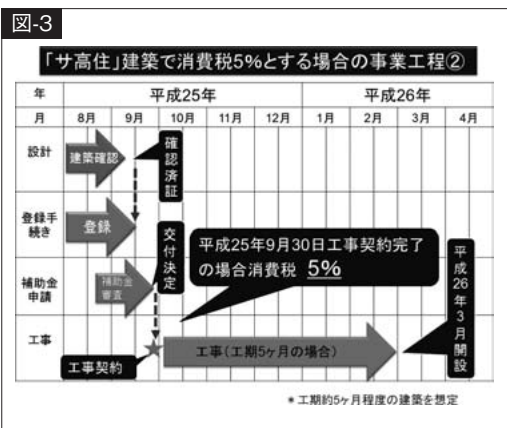 図-3
「サ高住」建築で消費税5%とする場合の事業工程②
年 平成25年 平成26年
月 8月 9月 10月 11月 12月 1月 2月 3月 4月
設計
建築確認
確認済証
登録手続き
登録
交付決定
平成25年9月30日工事契約完了
の場合消費税 5%
補助金
申請
補助金
審査
平成26年3月開設
工事
工事(工期5ヶ月の場合)
工事契約
*工期約5ヶ月程度の建築を想定